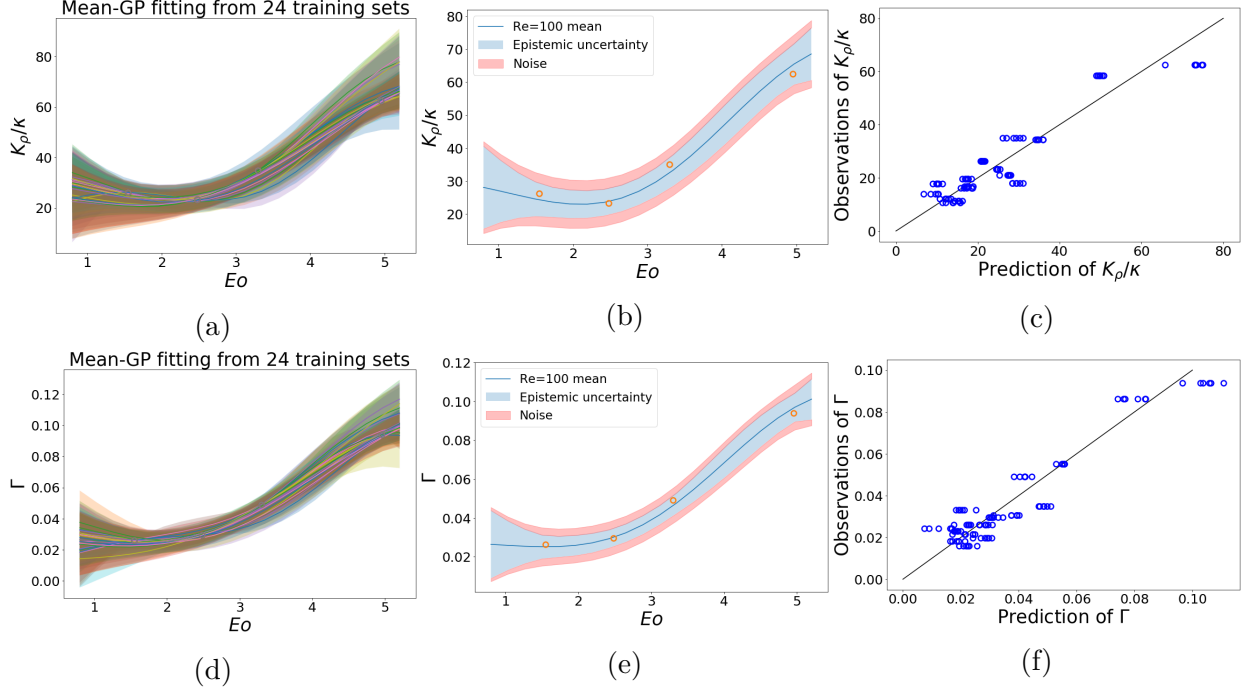 Mean-GP fitting from 24 training sets
80
60
40
20
1 2 3 4 5
K_ρ/κ
Eo
(a)
80
70
60
50
40
30
20
1 2 3 4 5
K_ρ/κ
Eo
Re=100 mean
Epistemic uncertainty
Noise
(b)
80
60
40
20
0
0 20 40 60 80
Observations of K_ρ/κ
Prediction of K_ρ/κ
(c)
Mean-GP fitting from 24 training sets
0.12
0.10
0.08
0.06
0.04
0.02
0.00
1 2 3 4 5
Γ
Eo
(d)
0.12
0.10
0.08
0.06
0.04
0.02
1 2 3 4 5
Γ
Eo
Re=100 mean
Epistemic uncertainty
Noise
(e)
0.10
0.08
0.06
0.04
0.02
0.00
0.00 0.02 0.04 0.06 0.08 0.10
Observations of Γ
Prediction of Γ
(f)